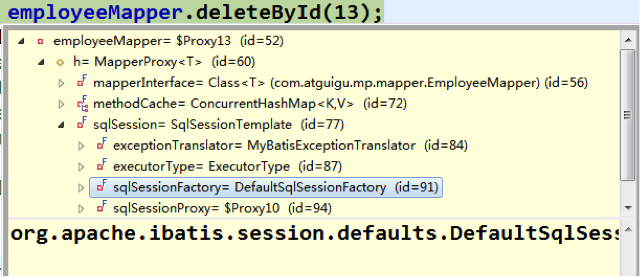 employeeMapper.deleteById(13);
employeeMapper= $Proxy13 (id=52)
h= MapperProxy<T> (id=60)
mapperInterface= Class<T> (com.atguigu.mp.mapper.EmployeeMapper) (id=56)
methodCache= ConcurrentHashMap<K,V> (id=72)
sqlSession= SqlSessionTemplate (id=77)
exceptionTranslator= MyBatisExceptionTranslator (id=84)
executorType= ExecutorType (id=87)
sqlSessionFactory= DefaultSqlSessionFactory (id=91)
sqlSessionProxy= $Proxy10 (id=94)
org.apache.ibatis.session.defaults.DefaultSqlSess